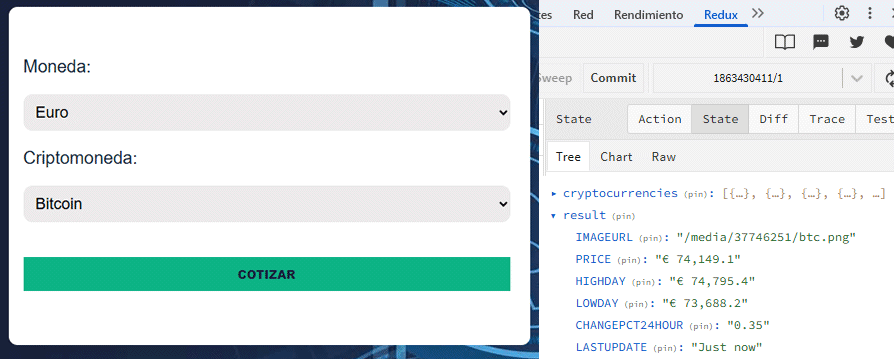 Moneda:
Euro
Criptomoneda:
Bitcoin
COTIZAR
Red Rendimiento Redux
Commit 1863430411/1
State Action State Diff Trace Test
Tree Chart Raw
cryptocurrencies (pin): [{…}, {…}, {…}, {…}, …]
result (pin)
IMAGEURL (pin): "/media/37746251/btc.png"
PRICE (pin): "€ 74,149.1"
HIGHDAY (pin): "€ 74,795.4"
LOWDAY (pin): "€ 73,688.2"
CHANGEPCT24HOUR (pin): "0.35"
LASTUPDATE (pin): "Just now"